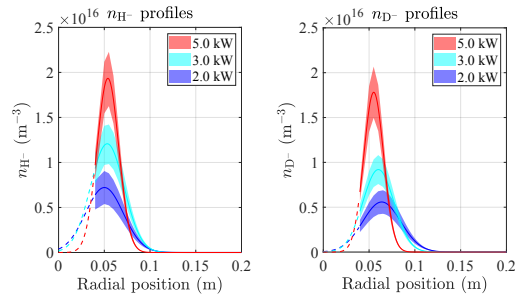 n_H⁻ profiles
×10^16
5.0 kW
3.0 kW
2.0 kW
n_H⁻ (m⁻³)
2.5
2
1.5
1
0.5
0
0 0.05 0.1 0.15 0.2
Radial position (m)
n_D⁻ profiles
×10^16
5.0 kW
3.0 kW
2.0 kW
n_D⁻ (m⁻³)
2.5
2
1.5
1
0.5
0
0 0.05 0.1 0.15 0.2
Radial position (m)